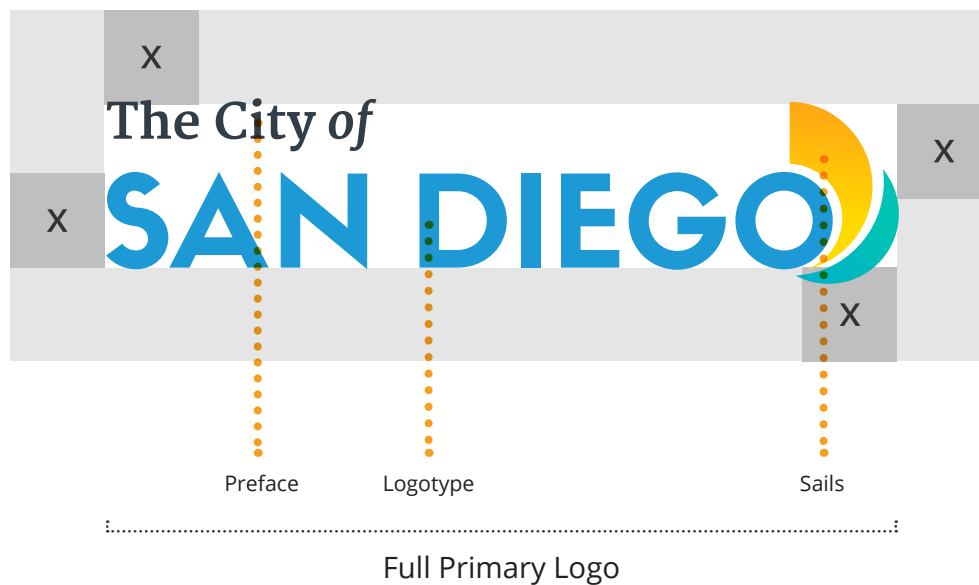 X
The City of
X
X
SAN DIEGO
X
Preface Logotype Sails
Full Primary Logo